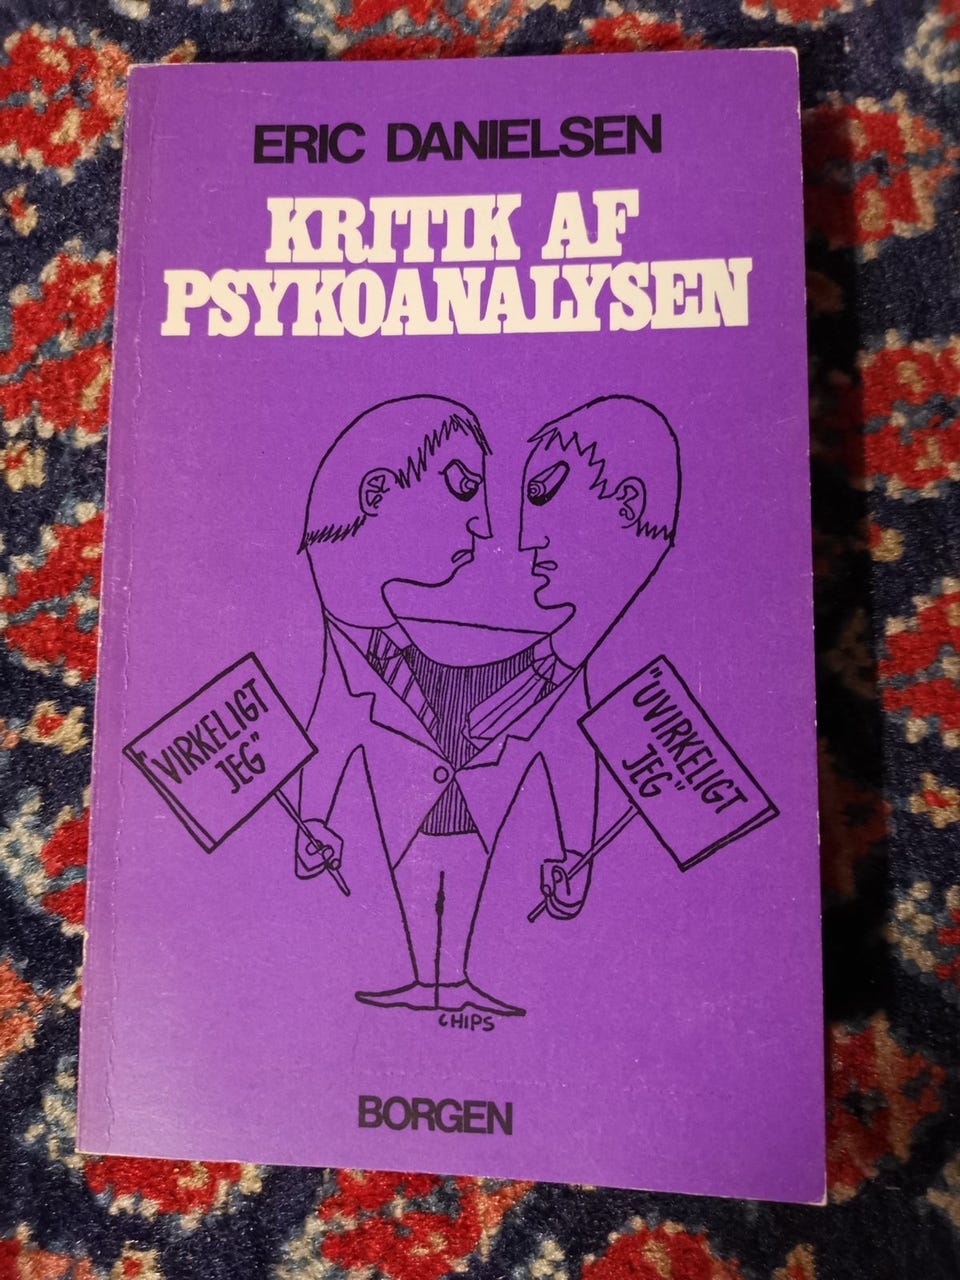 ERIC DANIELSEN
KRITIK AF
PSYKOANALYSEN
"VIRKELIGT
JEG"
"UVIRKELIGT
JEG"
CHIPS
BORGEN